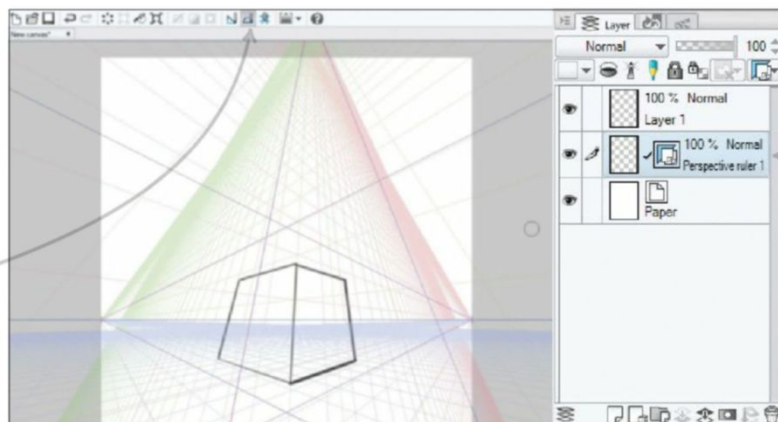 New canvas*
Layer
Normal
100
100 % Normal
Layer 1
100 % Normal
Perspective ruler 1
Paper